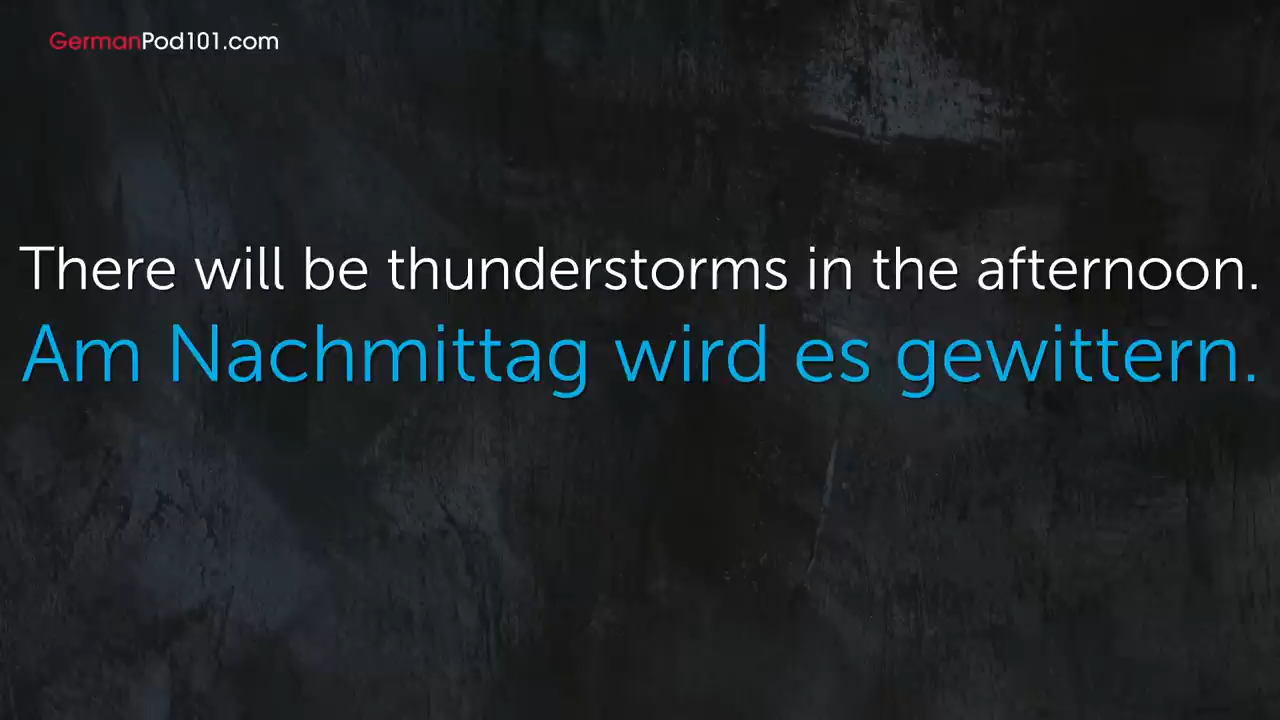 GermanPod101.com
There will be thunderstorms in the afternoon.
Am Nachmittag wird es gewittern.